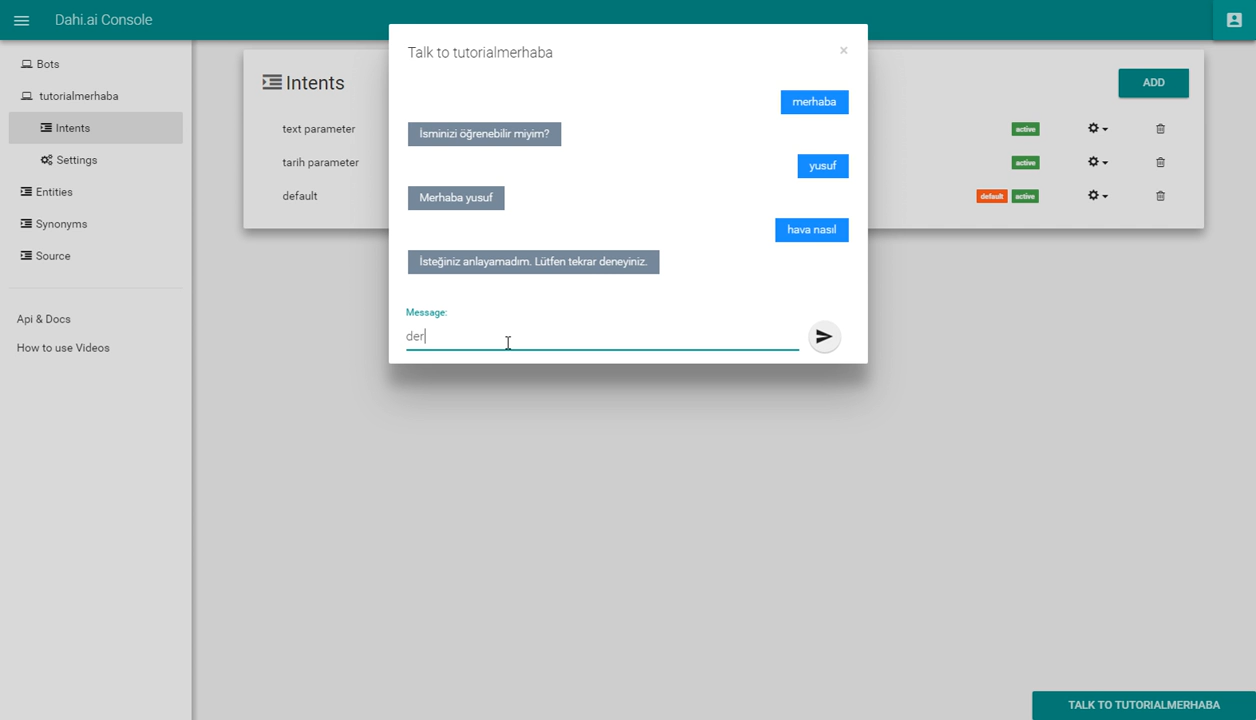 Dahi.ai Console
Bots
tutorialmerhaba
Intents
Settings
Entities
Synonyms
Source
Api & Docs
How to use Videos
Intents
ADD
text parameter
active
tarih parameter
active
default
default active
Talk to tutorialmerhaba
×
merhaba
İsminizi öğrenebilir miyim?
yusuf
Merhaba yusuf
hava nasıl
İsteğiniz anlayamadım. Lütfen tekrar deneyiniz.
Message:
der
TALK TO TUTORIALMERHABA